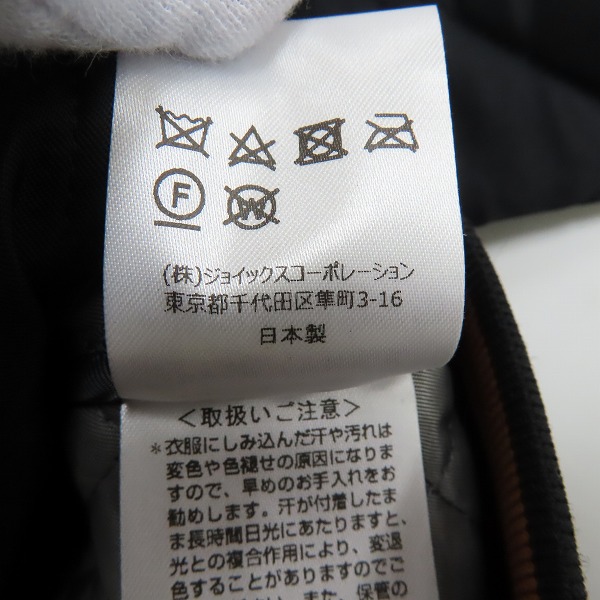 F
W
(株)ジョイックスコーポレーション
東京都千代田区隼町3-16
日本製
＜取扱いご注意＞
*衣服にしみ込んだ汗や汚れは
変色や色褪せの原因になりま
すので、早めのお手入れをお
勧めします。汗が付着したま
ま長時間日光にあたりますと、
光との複合作用により、変退
色することがありますのでご
さい。また、保管の